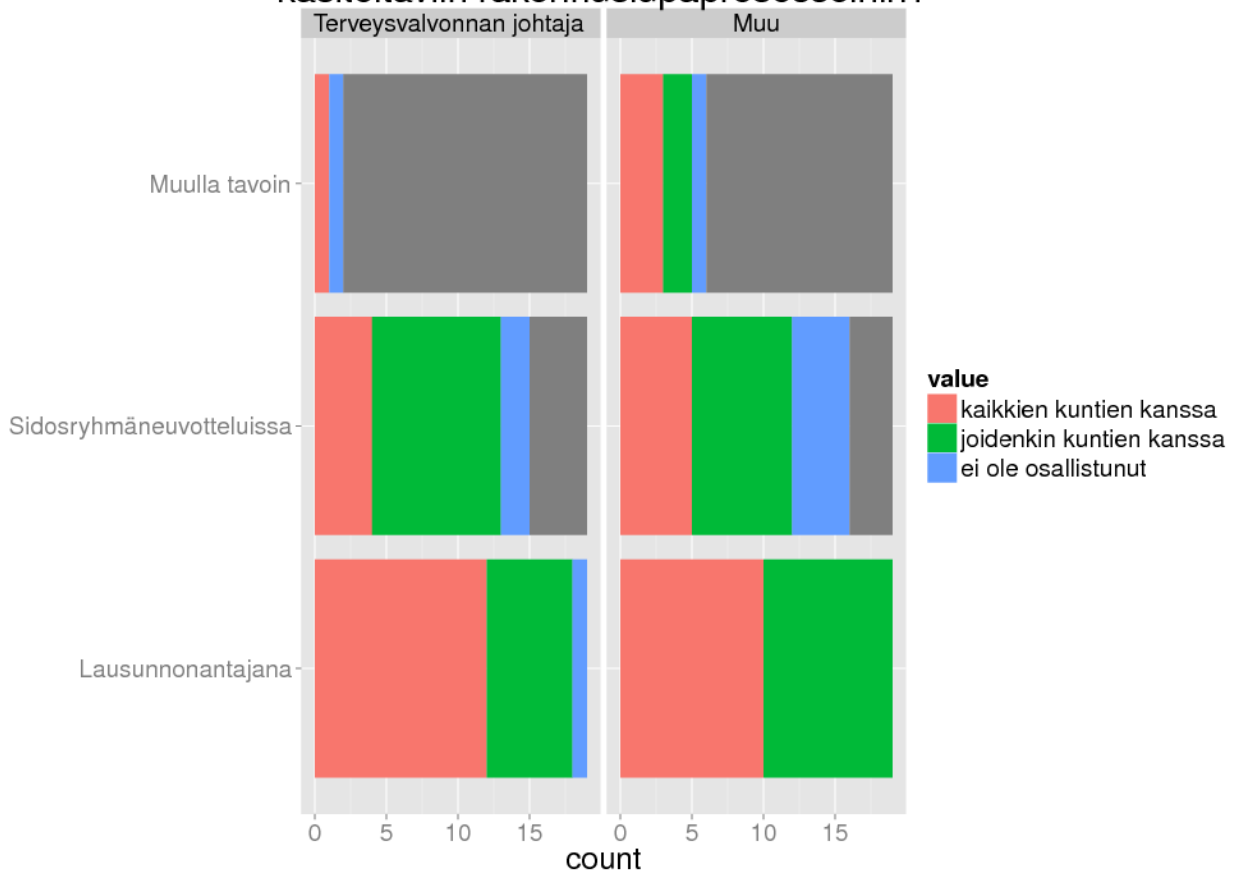 Terveysvalvonnan johtaja
Muu
Muulla tavoin
Sidosryhmäneuvotteluissa
Lausunnonantajana
0 5 10 15
0 5 10 15
count
value
kaikkien kuntien kanssa
joidenkin kuntien kanssa
ei ole osallistunut